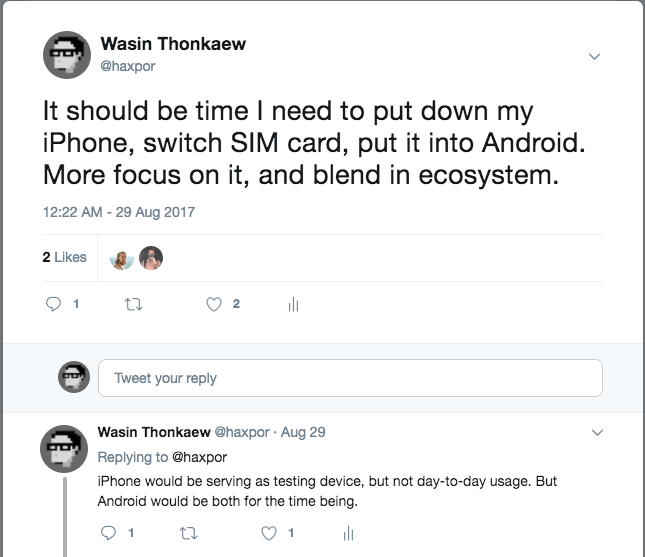 Wasin Thonkaew
@haxpor
It should be time I need to put down my
iPhone, switch SIM card, put it into Android.
More focus on it, and blend in ecosystem.
12:22 AM - 29 Aug 2017
2 Likes
1 2
Tweet your reply
Wasin Thonkaew @haxpor · Aug 29
Replying to @haxpor
iPhone would be serving as testing device, but not day-to-day usage. But
Android would be both for the time being.
1 1